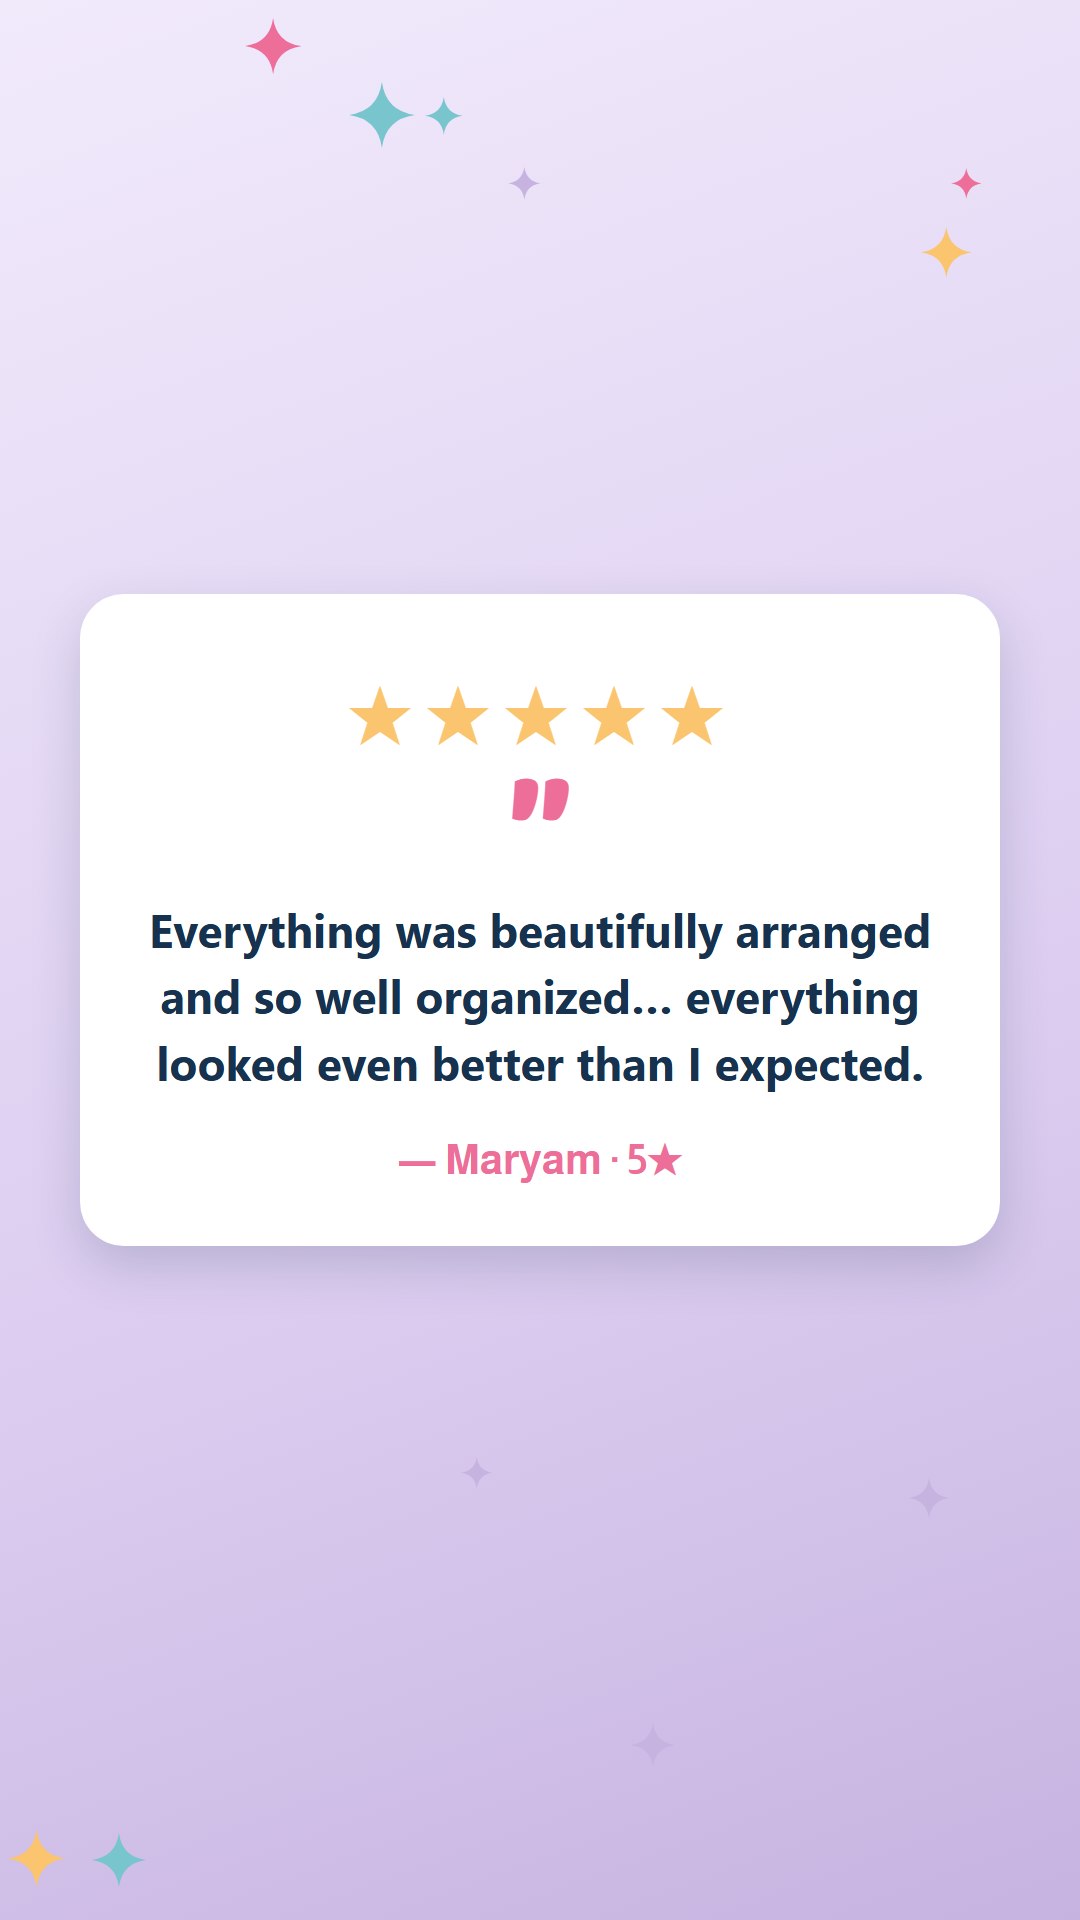 ★★★★★
"
Everything was beautifully arranged
and so well organized... everything
looked even better than I expected.
— Maryam · 5★